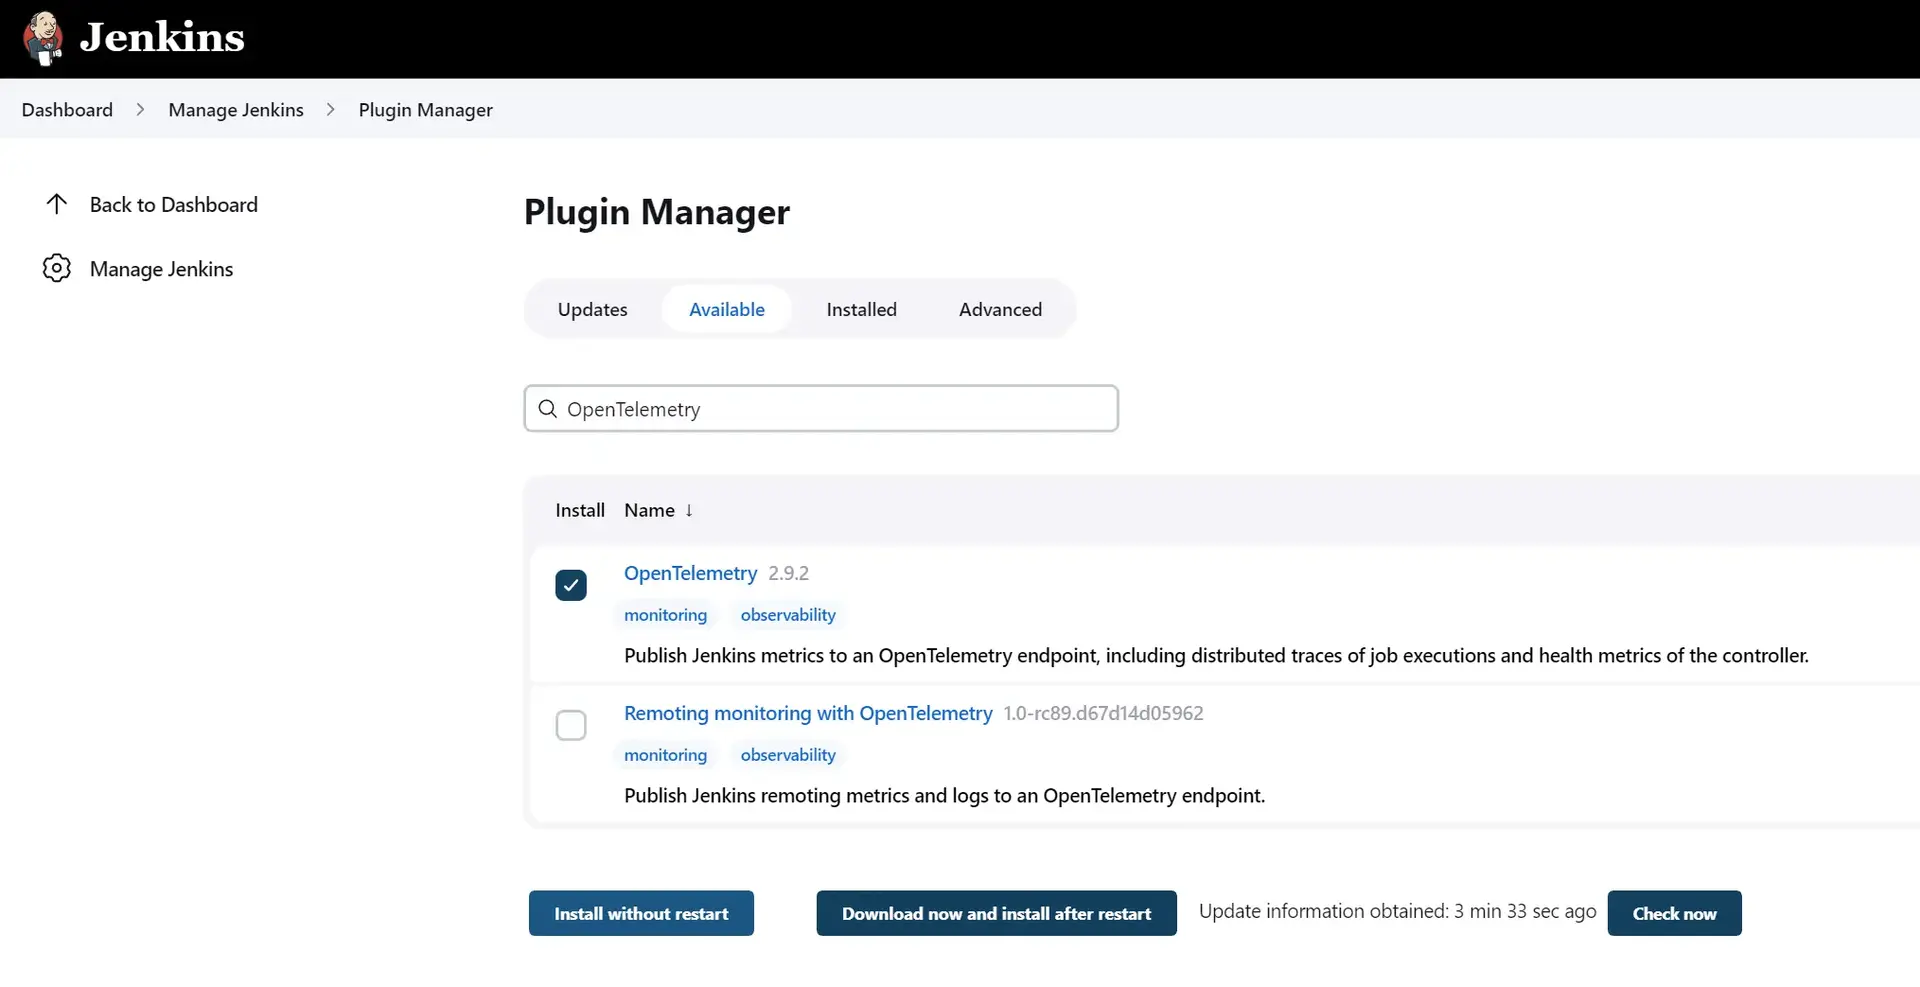 Jenkins
Dashboard > Manage Jenkins > Plugin Manager
Back to Dashboard
Manage Jenkins
Plugin Manager
Updates Available Installed Advanced
OpenTelemetry
Install Name ↓
OpenTelemetry 2.9.2
monitoring observability
Publish Jenkins metrics to an OpenTelemetry endpoint, including distributed traces of job executions and health metrics of the controller.
Remoting monitoring with OpenTelemetry 1.0-rc89.d67d14d05962
monitoring observability
Publish Jenkins remoting metrics and logs to an OpenTelemetry endpoint.
Install without restart Download now and install after restart Update information obtained: 3 min 33 sec ago Check now